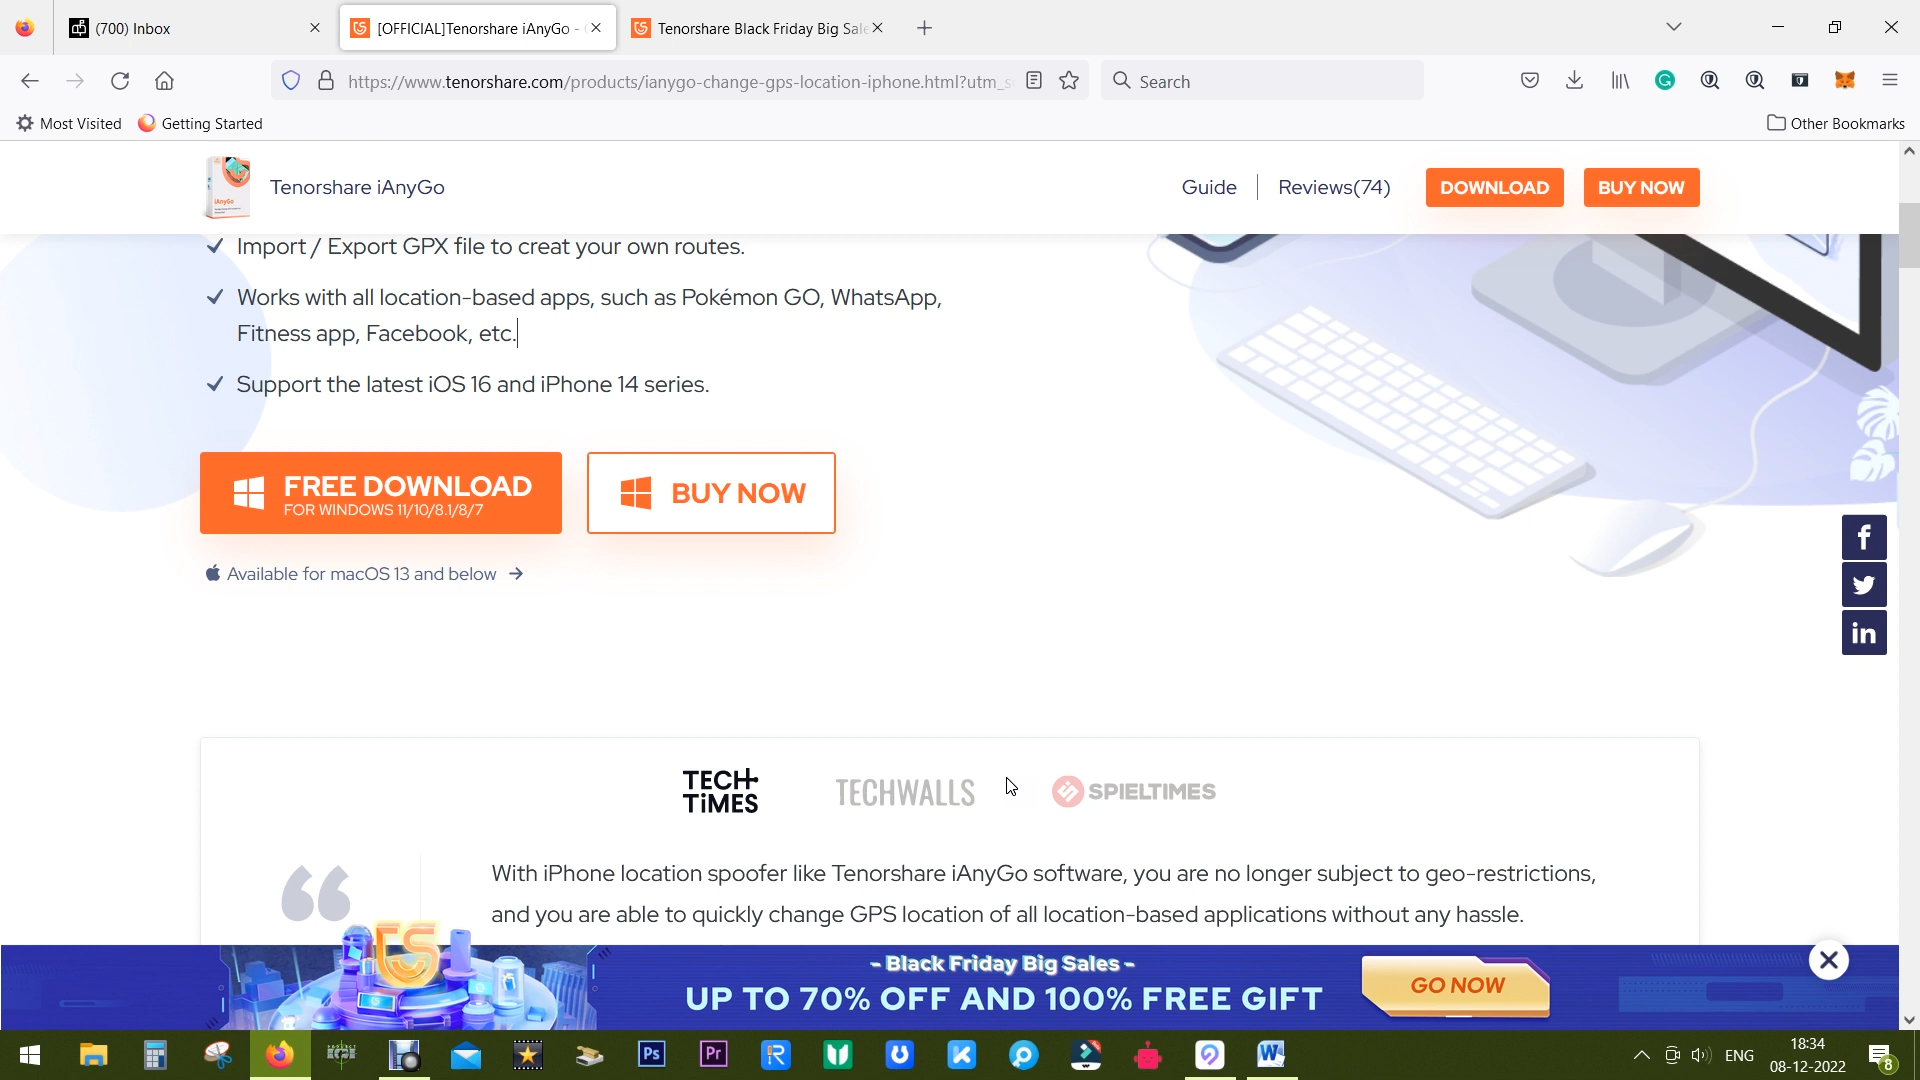 (700) Inbox
[OFFICIAL]Tenorshare iAnyGo -
Tenorshare Black Friday Big Sale
https://www.tenorshare.com/products/ianygo-change-gps-location-iphone.html?utm_s
Search
Most Visited
Getting Started
Other Bookmarks
iAnyGo
Tenorshare iAnyGo
Guide
Reviews(74)
DOWNLOAD
BUY NOW
Import / Export GPX file to creat your own routes.
Works with all location-based apps, such as Pokémon GO, WhatsApp,
Fitness app, Facebook, etc.
Support the latest iOS 16 and iPhone 14 series.
FREE DOWNLOAD
FOR WINDOWS 11/10/8.1/8/7
BUY NOW
Available for macOS 13 and below
TECH
TIMES
TECHWALLS
SPIELTIMES
With iPhone location spoofer like Tenorshare iAnyGo software, you are no longer subject to geo-restrictions,
and you are able to quickly change GPS location of all location-based applications without any hassle.
- Black Friday Big Sales -
UP TO 70% OFF AND 100% FREE GIFT
GO NOW
Ps
Pr
ENG
18:34
08-12-2022
8